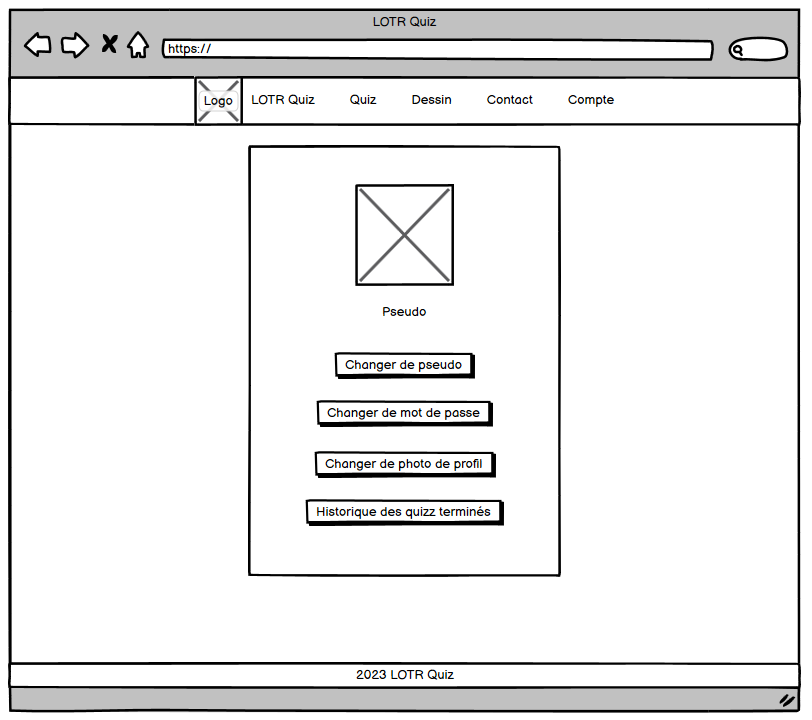 LOTR Quiz
https://
Logo LOTR Quiz Quiz Dessin Contact Compte
Pseudo
Changer de pseudo
Changer de mot de passe
Changer de photo de profil
Historique des quizz terminés
2023 LOTR Quiz